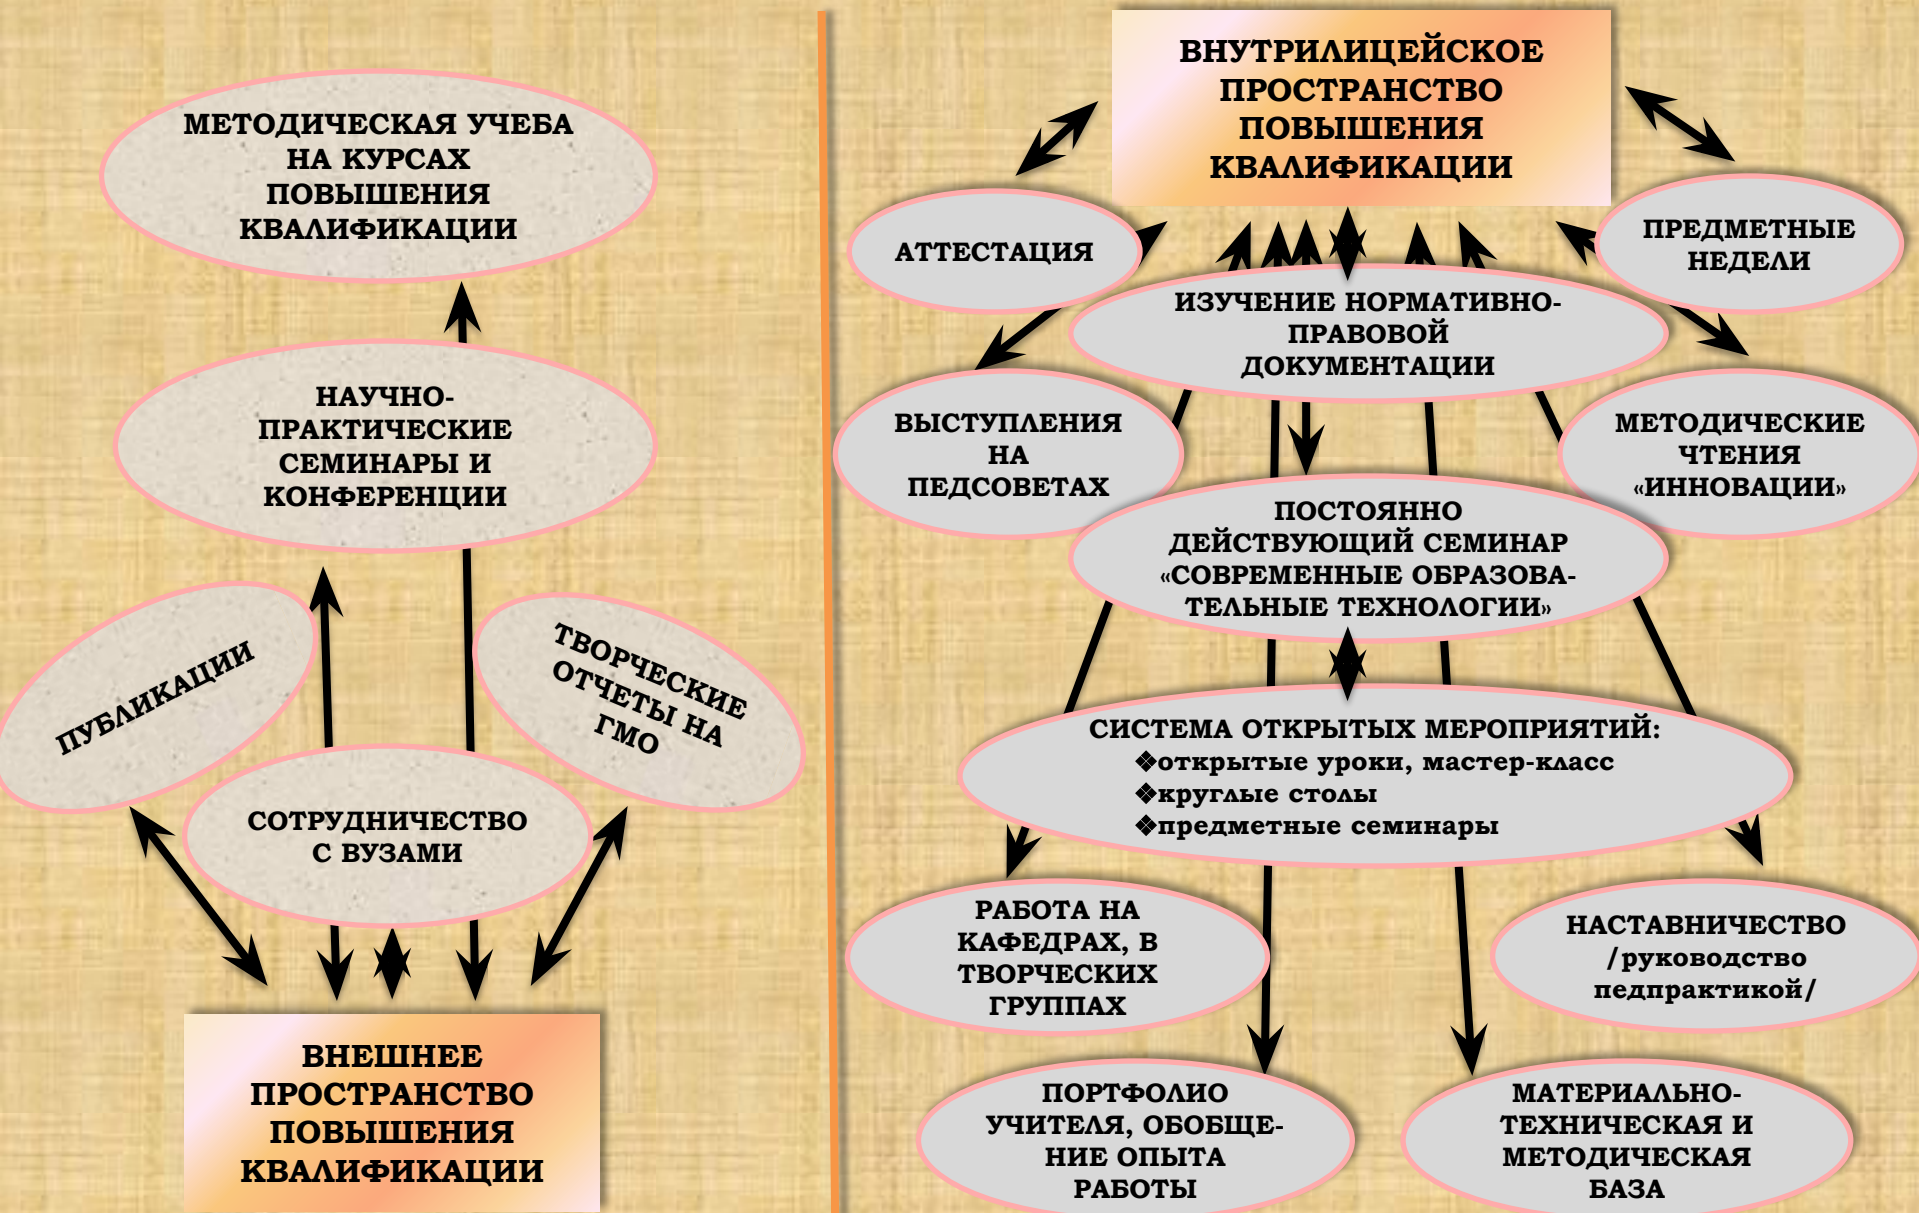 МЕТОДИЧЕСКАЯ УЧЕБА
НА КУРСАХ
ПОВЫШЕНИЯ
КВАЛИФИКАЦИИ
НАУЧНО-
ПРАКТИЧЕСКИЕ
СЕМИНАРЫ И
КОНФЕРЕНЦИИ
ПУБЛИКАЦИИ
ТВОРЧЕСКИЕ
ОТЧЕТЫ НА
ГМО
СОТРУДНИЧЕСТВО
С ВУЗАМИ
ВНЕШНЕЕ
ПРОСТРАНСТВО
ПОВЫШЕНИЯ
КВАЛИФИКАЦИИ
ВНУТРИЛИЦЕЙСКОЕ
ПРОСТРАНСТВО
ПОВЫШЕНИЯ
КВАЛИФИКАЦИИ
АТТЕСТАЦИЯ
ПРЕДМЕТНЫЕ
НЕДЕЛИ
ИЗУЧЕНИЕ НОРМАТИВНО-
ПРАВОВОЙ
ДОКУМЕНТАЦИИ
ВЫСТУПЛЕНИЯ
НА
ПЕДСОВЕТАХ
МЕТОДИЧЕСКИЕ
ЧТЕНИЯ
«ИННОВАЦИИ»
ПОСТОЯННО
ДЕЙСТВУЮЩИЙ СЕМИНАР
«СОВРЕМЕННЫЕ ОБРАЗОВА-
ТЕЛЬНЫЕ ТЕХНОЛОГИИ»
СИСТЕМА ОТКРЫТЫХ МЕРОПРИЯТИЙ:
❖открытые уроки, мастер-класс
❖круглые столы
❖предметные семинары
РАБОТА НА
КАФЕДРАХ, В
ТВОРЧЕСКИХ
ГРУППАХ
НАСТАВНИЧЕСТВО
/руководство
педпрактикой/
ПОРТФОЛИО
УЧИТЕЛЯ, ОБОБЩЕ-
НИЕ ОПЫТА
РАБОТЫ
МАТЕРИАЛЬНО-
ТЕХНИЧЕСКАЯ И
МЕТОДИЧЕСКАЯ
БАЗА